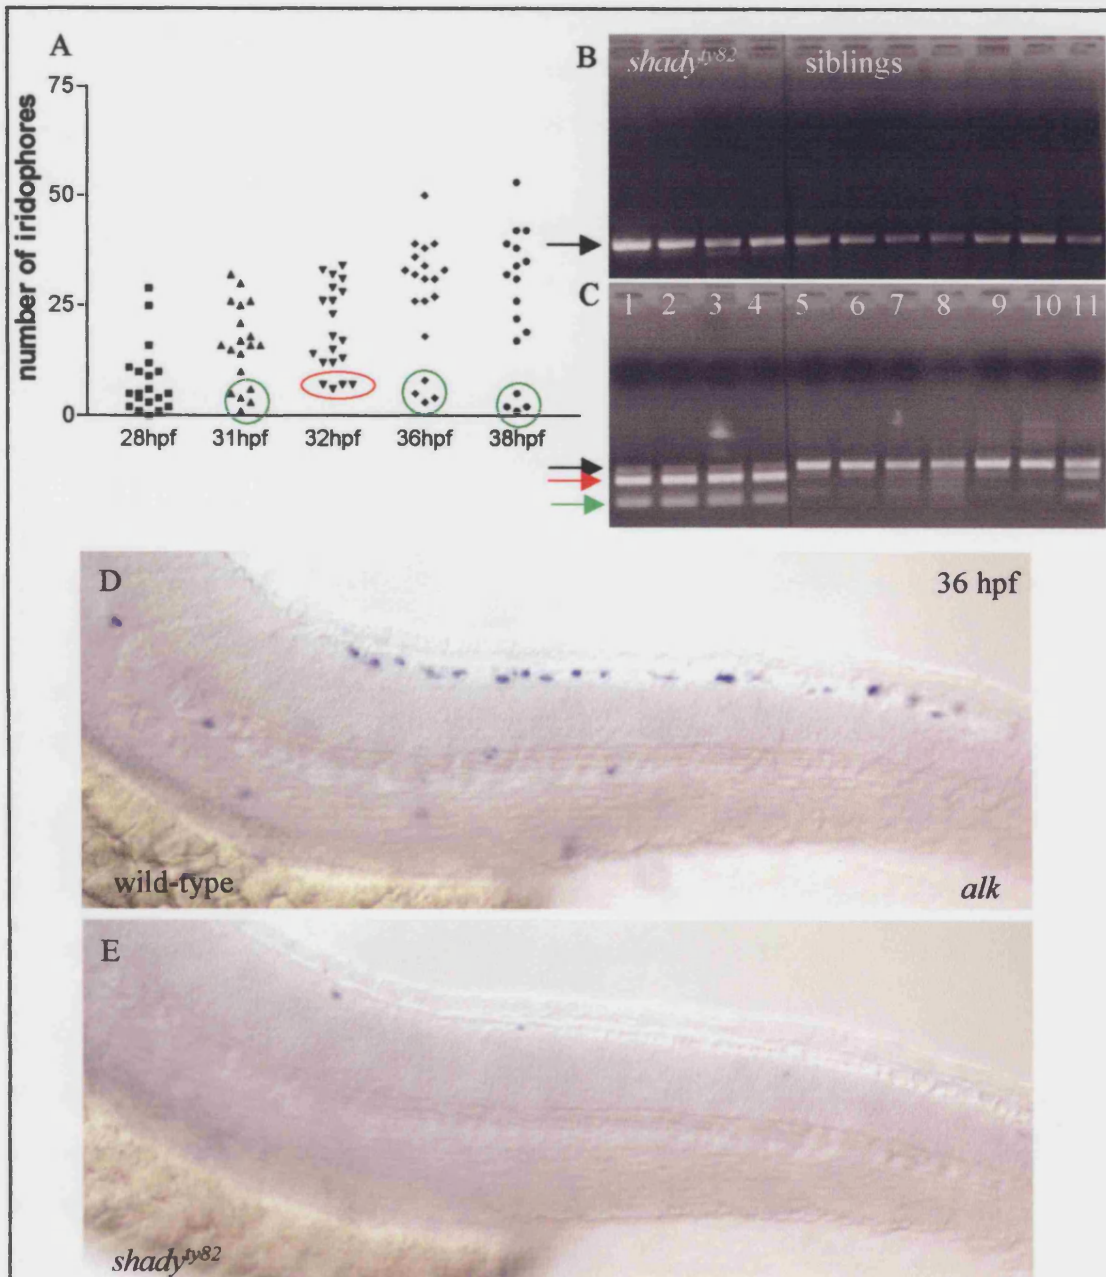 A
number of iridophores
75
50
25
0
28hpf 31hpf 32hpf 36hpf 38hpf
B
shady^ty82 siblings
C
1 2 3 4 5 6 7 8 9 10 11
D
36 hpf
wild-type
alk
E
shady^ty82